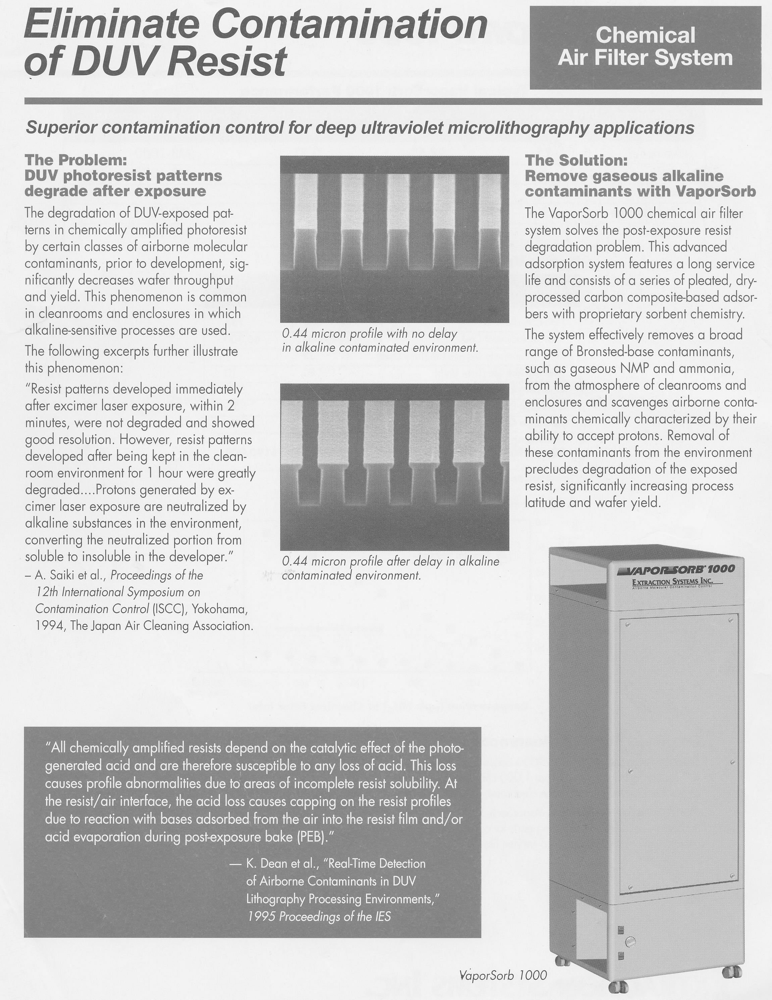 Eliminate Contamination
of DUV Resist
Chemical
Air Filter System
Superior contamination control for deep ultraviolet microlithography applications
The Problem:
DUV photoresist patterns
degrade after exposure
The degradation of DUV-exposed pat-
terns in chemically amplified photoresist
by certain classes of airborne molecular
contaminants, prior to development, sig-
nificantly decreases wafer throughput
and yield. This phenomenon is common
in cleanrooms and enclosures in which
alkaline-sensitive processes are used.
The following excerpts further illustrate
this phenomenon:
“Resist patterns developed immediately
after excimer laser exposure, within 2
minutes, were not degraded and showed
good resolution. However, resist patterns
developed after being kept in the clean-
room environment for 1 hour were greatly
degraded....Protons generated by ex-
cimer laser exposure are neutralized by
alkaline substances in the environment,
converting the neutralized portion from
soluble to insoluble in the developer.”
– A. Saiki et al., Proceedings of the
12th International Symposium on
Contamination Control (ISCC), Yokohama,
1994, The Japan Air Cleaning Association.
0.44 micron profile with no delay
in alkaline contaminated environment.
0.44 micron profile after delay in alkaline
contaminated environment.
The Solution:
Remove gaseous alkaline
contaminants with VaporSorb
The VaporSorb 1000 chemical air filter
system solves the post-exposure resist
degradation problem. This advanced
adsorption system features a long service
life and consists of a series of pleated, dry-
processed carbon composite-based adsor-
bers with proprietary sorbent chemistry.
The system effectively removes a broad
range of Bronsted-base contaminants,
such as gaseous NMP and ammonia,
from the atmosphere of cleanrooms and
enclosures and scavenges airborne conta-
minants chemically characterized by their
ability to accept protons. Removal of
these contaminants from the environment
precludes degradation of the exposed
resist, significantly increasing process
latitude and wafer yield.
VAPORSORB® 1000
EXTRACTION SYSTEMS INC.
Airborne Molecular Contamination Control
“All chemically amplified resists depend on the catalytic effect of the photo-
generated acid and are therefore susceptible to any loss of acid. This loss
causes profile abnormalities due to areas of incomplete resist solubility. At
the resist/air interface, the acid loss causes capping on the resist profiles
due to reaction with bases adsorbed from the air into the resist film and/or
acid evaporation during post-exposure bake (PEB).”
— K. Dean et al., “Real-Time Detection
of Airborne Contaminants in DUV
Lithography Processing Environments,”
1995 Proceedings of the IES
VaporSorb 1000